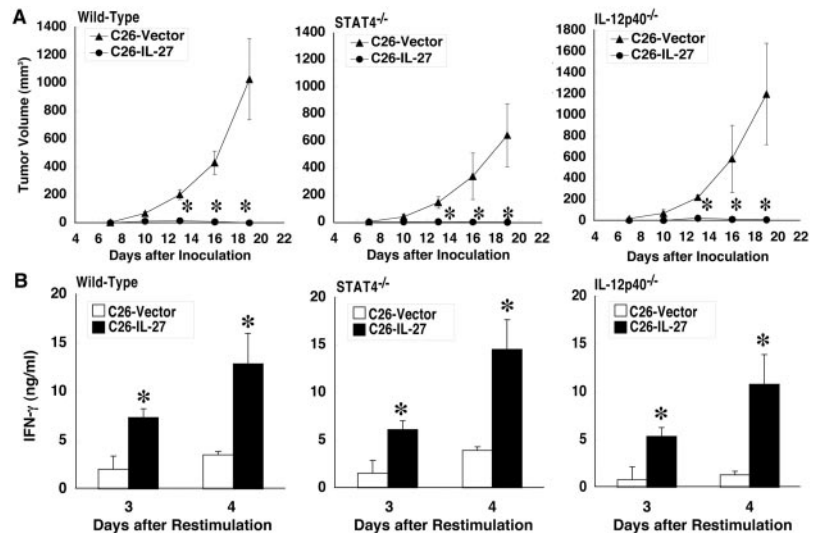 A
Wild-Type
C26-Vector
C26-IL-27
Tumor Volume (mm³)
1400
1200
1000
800
600
400
200
0
4 6 8 10 12 14 16 18 20 22
Days after Inoculation
* * *
STAT4-/-
C26-Vector
C26-IL-27
1400
1200
1000
800
600
400
200
0
4 6 8 10 12 14 16 18 20 22
Days after Inoculation
* * *
IL-12p40-/-
C26-Vector
C26-IL-27
1800
1600
1400
1200
1000
800
600
400
200
0
4 6 8 10 12 14 16 18 20 22
Days after Inoculation
* * *
B
Wild-Type
C26-Vector
C26-IL-27
IFN-γ (ng/ml)
20
15
10
5
0
* *
3 4
Days after Restimulation
STAT4-/-
C26-Vector
C26-IL-27
20
15
10
5
0
* *
3 4
Days after Restimulation
IL-12p40-/-
C26-Vector
C26-IL-27
20
15
10
5
0
* *
3 4
Days after Restimulation